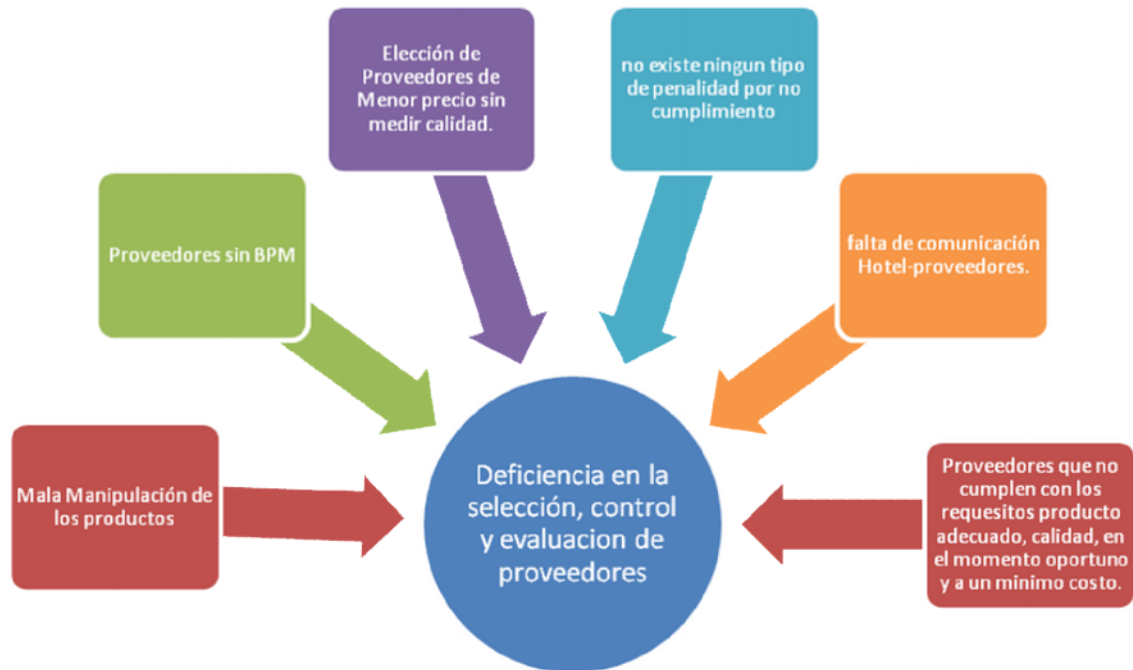 Elección de
Proveedores de
Menor precio sin
medir calidad.
no existe ningun tipo
de penalidad por no
cumplimiento
Proveedores sin BPM
falta de comunicación
Hotel-proveedores.
Mala Manipulación de
los productos
Deficiencia en la
selección, control
y evaluacion de
proveedores
Proveedores que no
cumplen con los
requesitos producto
adecuado, calidad, en
el momento oportuno
y a un minimo costo.